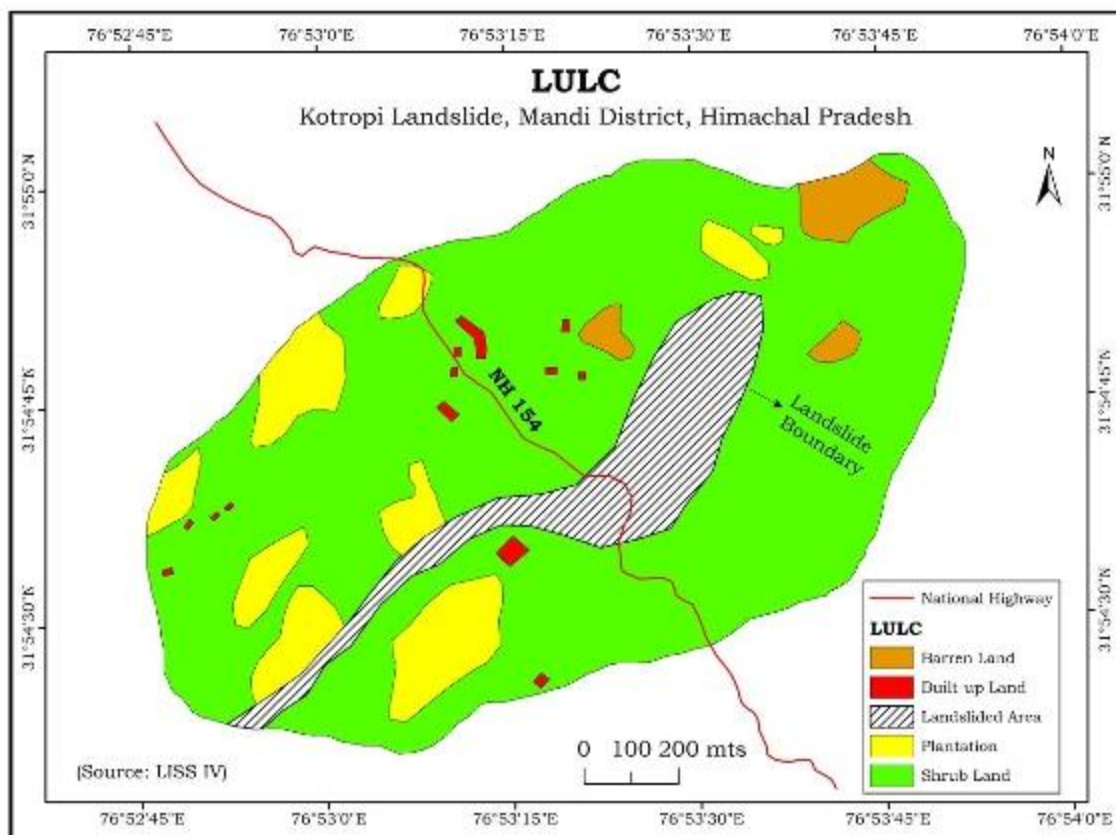 76°52'45"E 76°53'0"E 76°53'15"E 76°53'30"E 76°53'45"E 76°54'0"E
LULC
Kotropi Landslide, Mandi District, Himachal Pradesh
N
31°55'0"N
31°55'0"N
31°54'45"N
31°54'45"N
NH 154
Landslide
Boundary
31°54'30"N
31°54'30"N
National Highway
LULC
Barren Land
Built up Land
Landslided Area
Plantation
Shrub Land
0 100 200 mts
(Source: LISS IV)
76°52'45"E 76°53'0"E 76°53'15"E 76°53'30"E 76°53'45"E 76°54'0"E